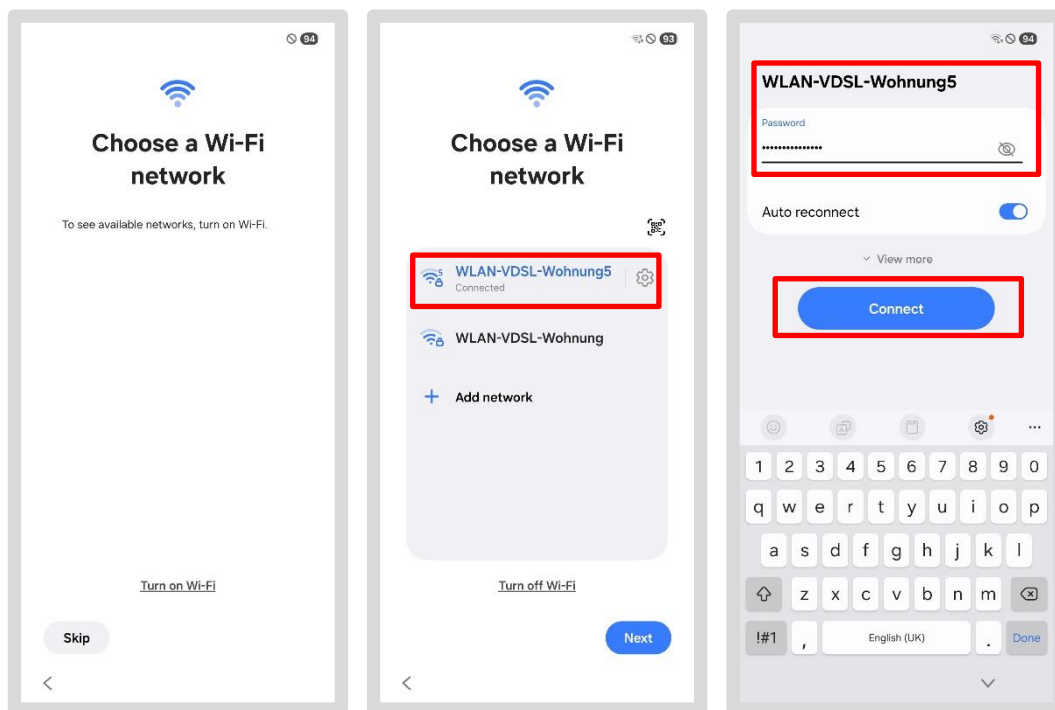 94
Choose a Wi-Fi
network
To see available networks, turn on Wi-Fi.
Turn on Wi-Fi
Skip
93
Choose a Wi-Fi
network
5
WLAN-VDSL-Wohnung5
Connected
WLAN-VDSL-Wohnung
+ Add network
Turn off Wi-Fi
Next
94
WLAN-VDSL-Wohnung5
Password
•••••••••••••••
Auto reconnect
View more
Connect
1 2 3 4 5 6 7 8 9 0
q w e r t y u i o p
a s d f g h j k l
z x c v b n m
!#1 , English (UK) . Done